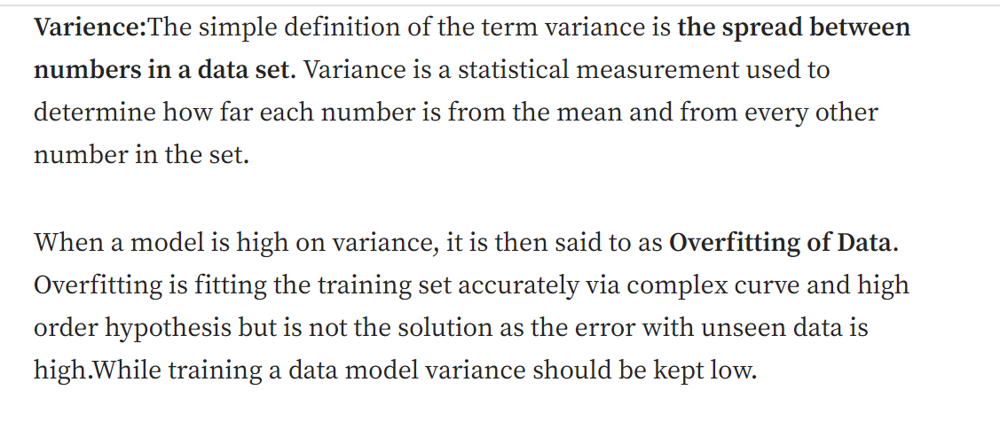 Varience:The simple definition of the term variance is the spread between
numbers in a data set. Variance is a statistical measurement used to
determine how far each number is from the mean and from every other
number in the set.
When a model is high on variance, it is then said to as Overfitting of Data.
Overfitting is fitting the training set accurately via complex curve and high
order hypothesis but is not the solution as the error with unseen data is
high.While training a data model variance should be kept low.